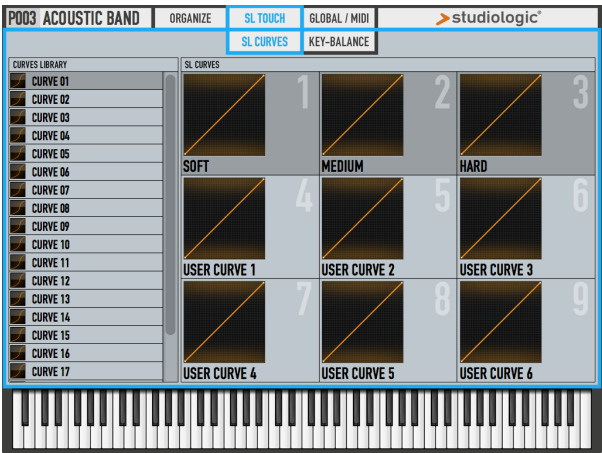 P003 ACOUSTIC BAND ORGANIZE SL TOUCH GLOBAL / MIDI studiologic®
SL CURVES KEY-BALANCE
CURVES LIBRARY
CURVE 01
CURVE 02
CURVE 03
CURVE 04
CURVE 05
CURVE 06
CURVE 07
CURVE 08
CURVE 09
CURVE 10
CURVE 11
CURVE 12
CURVE 13
CURVE 14
CURVE 15
CURVE 16
CURVE 17
SL CURVES
1 2 3
SOFT MEDIUM HARD
4 5 6
USER CURVE 1 USER CURVE 2 USER CURVE 3
7 8 9
USER CURVE 4 USER CURVE 5 USER CURVE 6